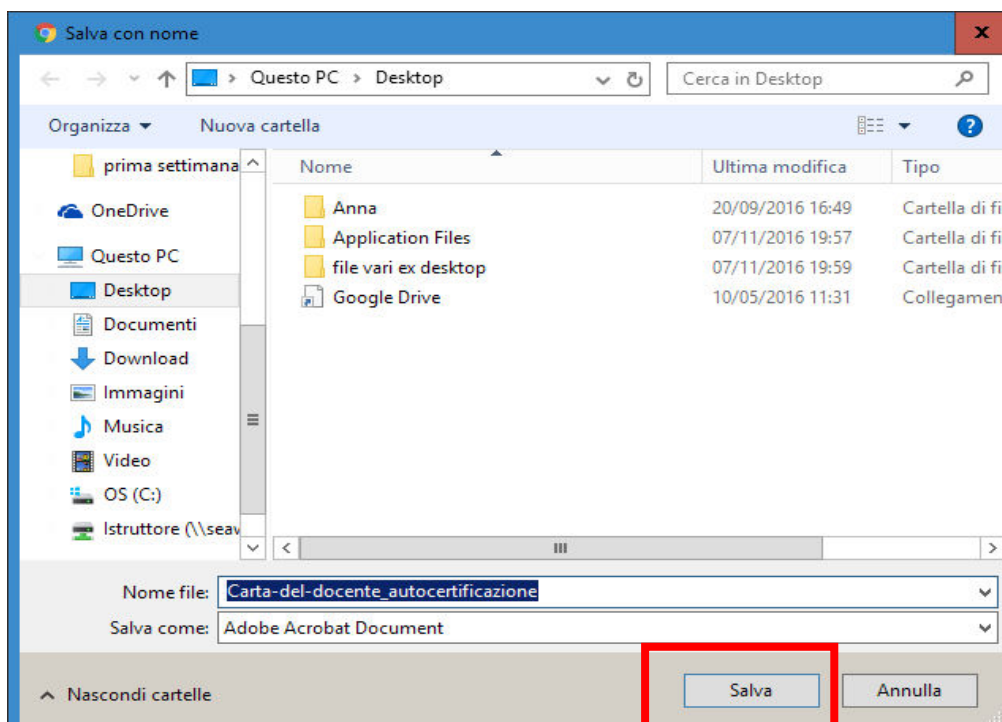 Salva con nome
x
Questo PC > Desktop
Cerca in Desktop
Organizza
Nuova cartella
?
prima settimana
OneDrive
Questo PC
Desktop
Documenti
Download
Immagini
Musica
Video
OS (C:)
Istruttore (\\seav
Nome Ultima modifica Tipo
Anna 20/09/2016 16:49 Cartella di fi
Application Files 07/11/2016 19:57 Cartella di fi
file vari ex desktop 07/11/2016 19:59 Cartella di fi
Google Drive 10/05/2016 11:31 Collegamen
Nome file: Carta-del-docente_autocertificazione
Salva come: Adobe Acrobat Document
Nascondi cartelle
Salva
Annulla